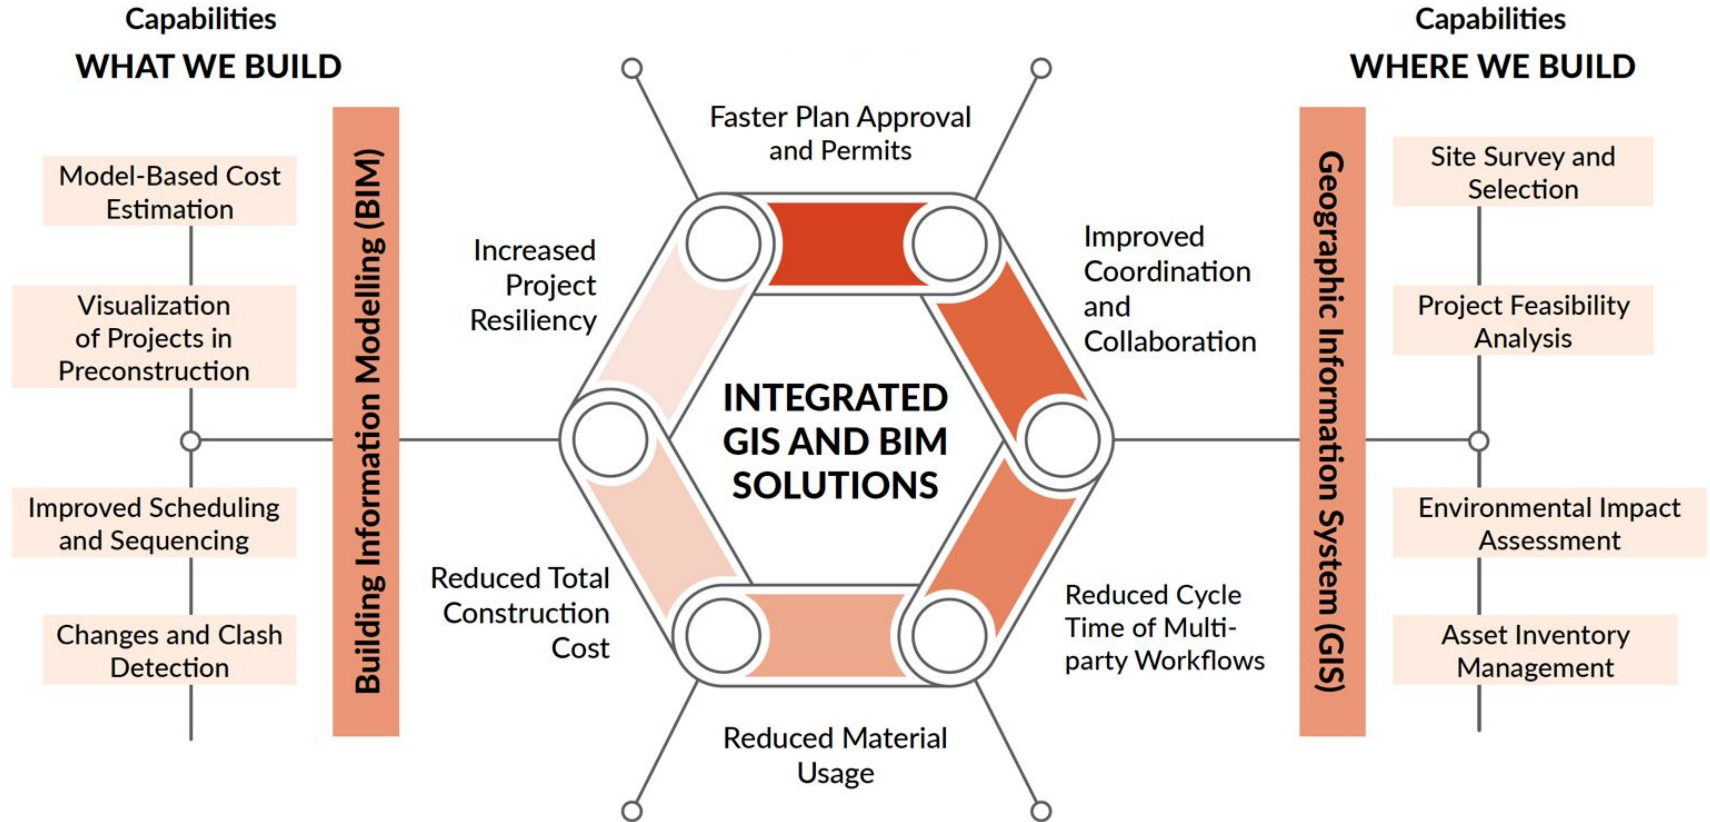 Capabilities
WHAT WE BUILD
Model-Based Cost
Estimation
Visualization
of Projects in
Preconstruction
Improved Scheduling
and Sequencing
Changes and Clash
Detection
Building Information Modelling (BIM)
Faster Plan Approval
and Permits
Increased
Project
Resiliency
Improved
Coordination
and
Collaboration
INTEGRATED
GIS AND BIM
SOLUTIONS
Reduced Total
Construction
Cost
Reduced Cycle
Time of Multi-
party Workflows
Reduced Material
Usage
Capabilities
WHERE WE BUILD
Geographic Information System (GIS)
Site Survey and
Selection
Project Feasibility
Analysis
Environmental Impact
Assessment
Asset Inventory
Management